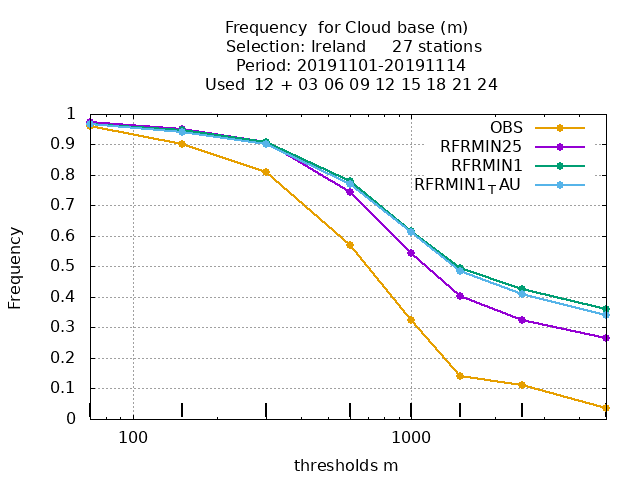 Frequency  for Cloud base (m)
Selection: Ireland     27 stations
Period: 20191101-20191114
Used  12 + 03 06 09 12 15 18 21 24
OBS
RFRMIN25
RFRMIN1
RFRMIN1_TAU
1
0.9
0.8
0.7
0.6
0.5
0.4
0.3
0.2
0.1
0
Frequency
100 1000
thresholds m